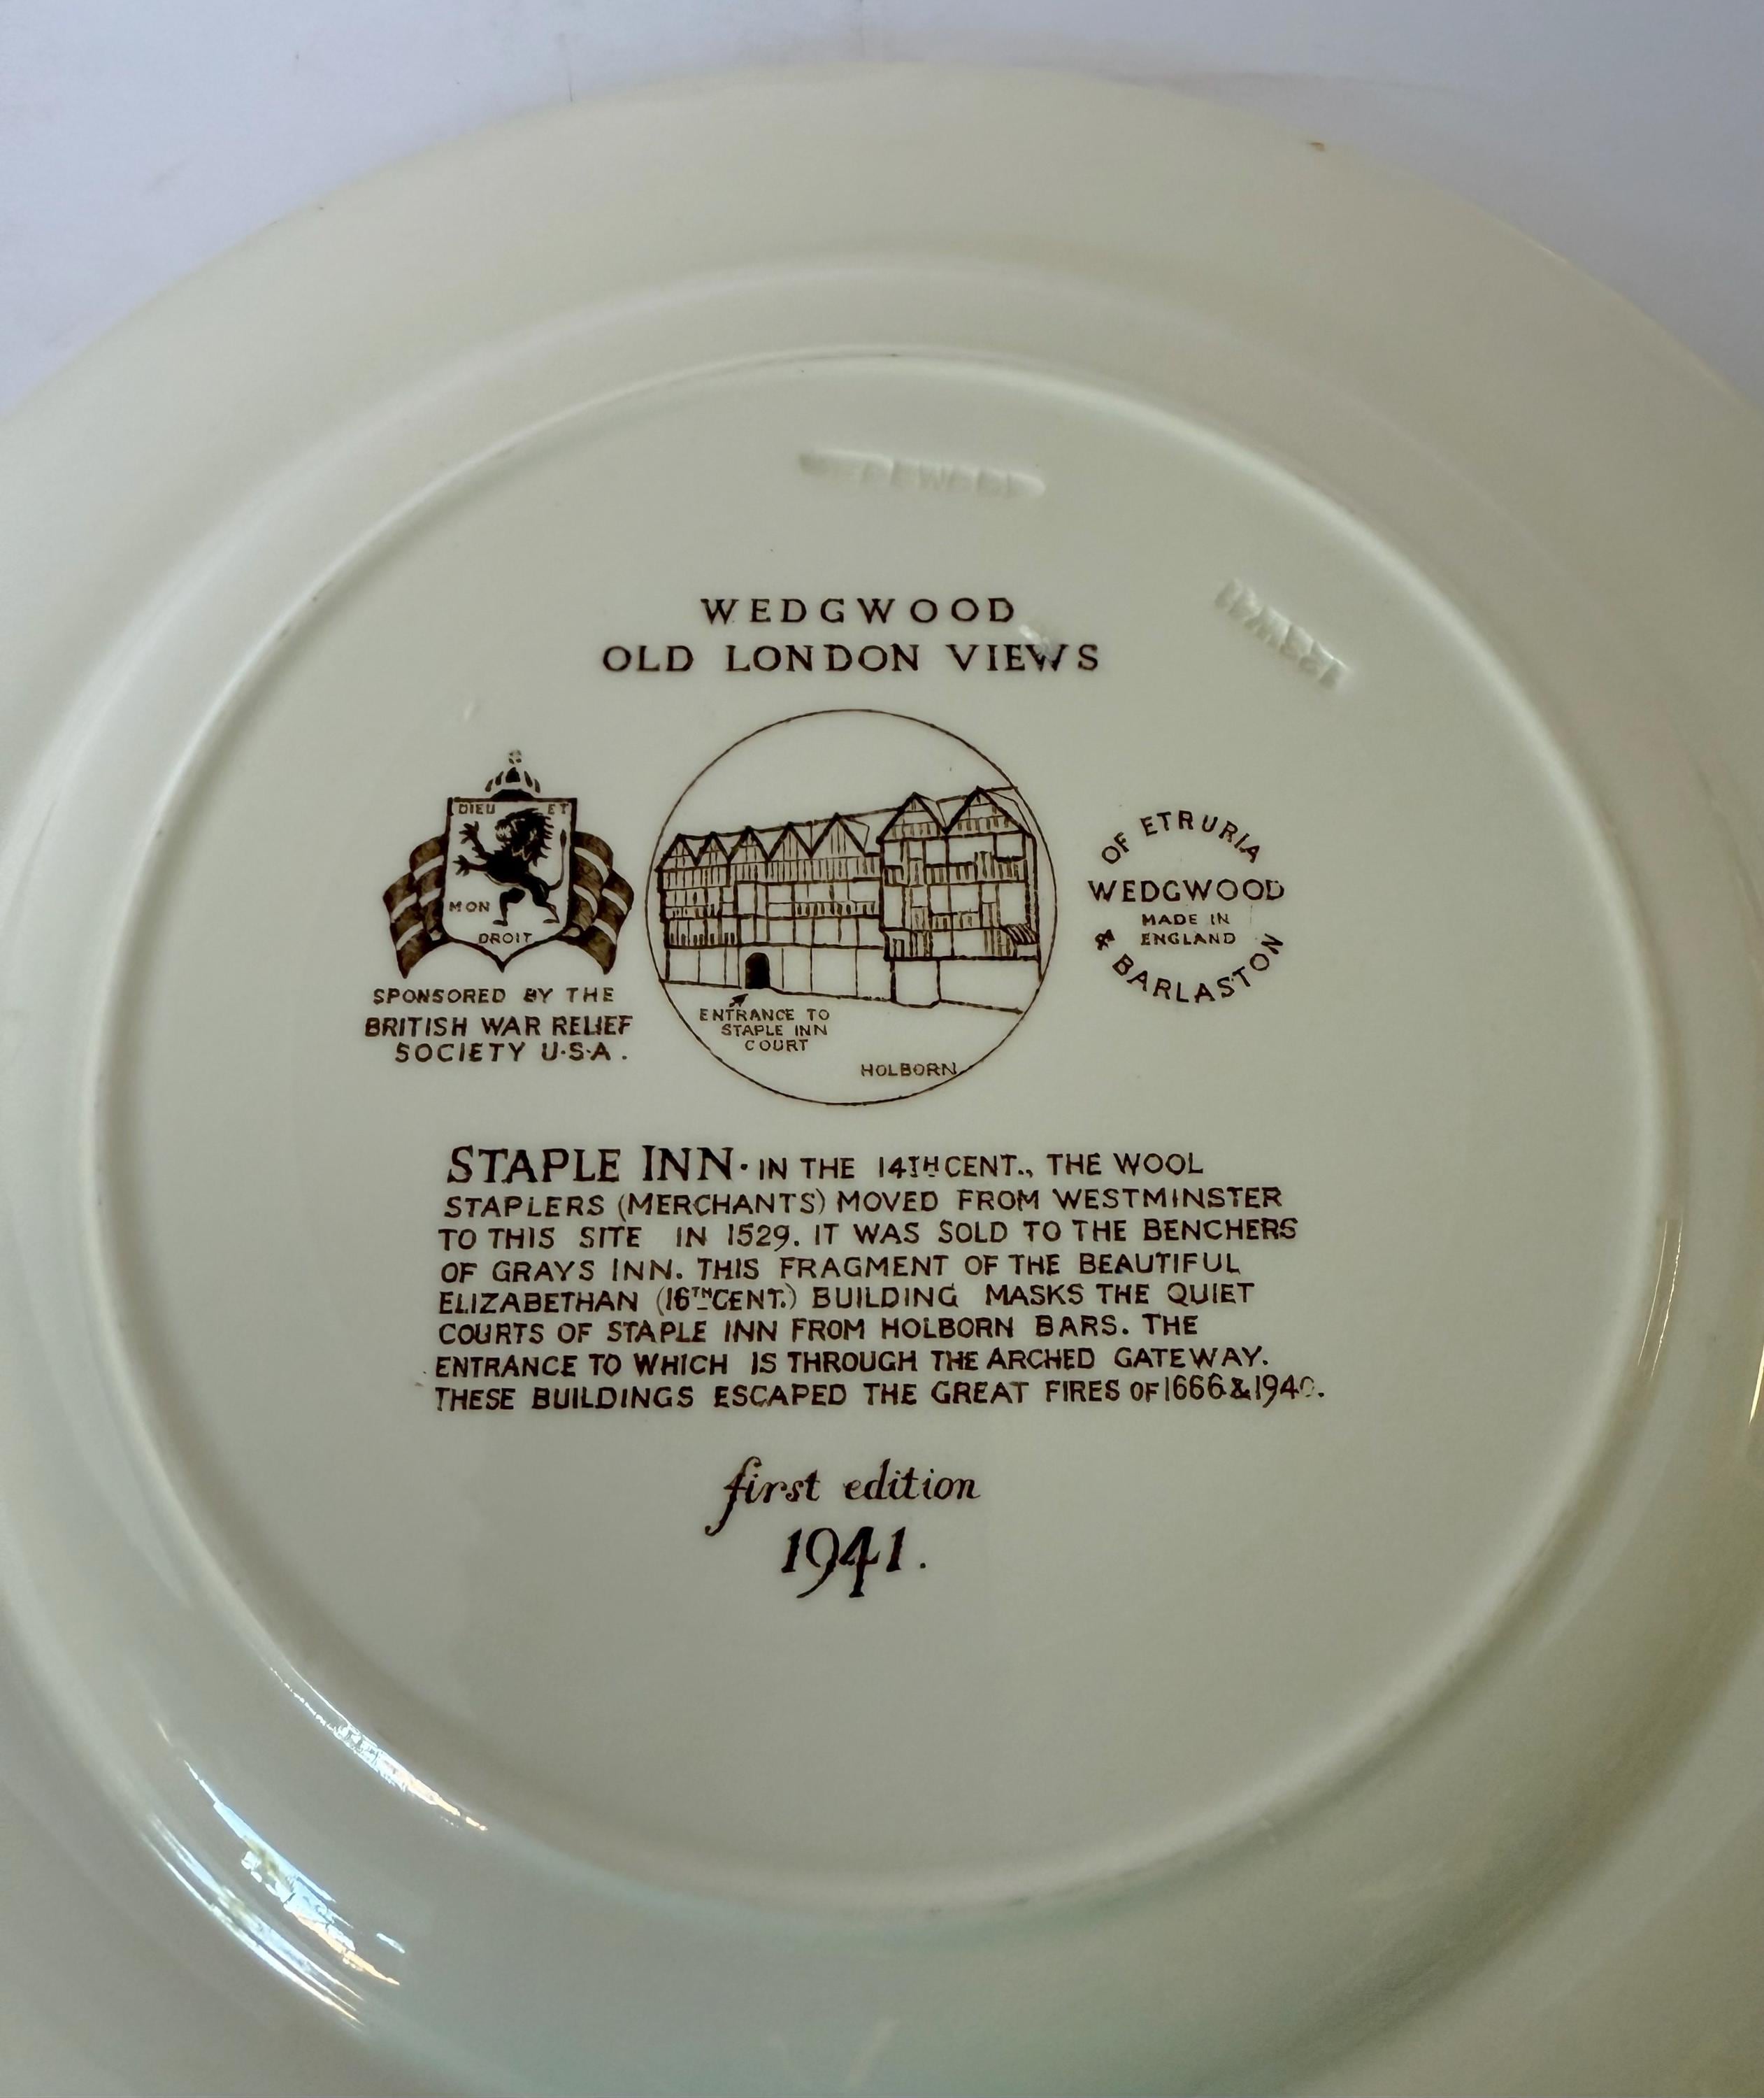 WEDGWOOD
OLD LONDON VIEWS
DIEU ET
MON
DROIT
SPONSORED BY THE
BRITISH WAR RELIEF
SOCIETY U.S.A.
ENTRANCE TO
STAPLE INN
COURT
HOLBORN
OF ETRURIA
WEDGWOOD
MADE IN
ENGLAND
& BARLASTON
STAPLE INN. IN THE 14TH CENT., THE WOOL
STAPLERS (MERCHANTS) MOVED FROM WESTMINSTER
TO THIS SITE IN 1529. IT WAS SOLD TO THE BENCHERS
OF GRAYS INN. THIS FRAGMENT OF THE BEAUTIFUL
ELIZABETHAN (16TH CENT.) BUILDING MASKS THE QUIET
COURTS OF STAPLE INN FROM HOLBORN BARS. THE
ENTRANCE TO WHICH IS THROUGH THE ARCHED GATEWAY.
THESE BUILDINGS ESCAPED THE GREAT FIRES OF 1666 & 1940.
first edition
1941.